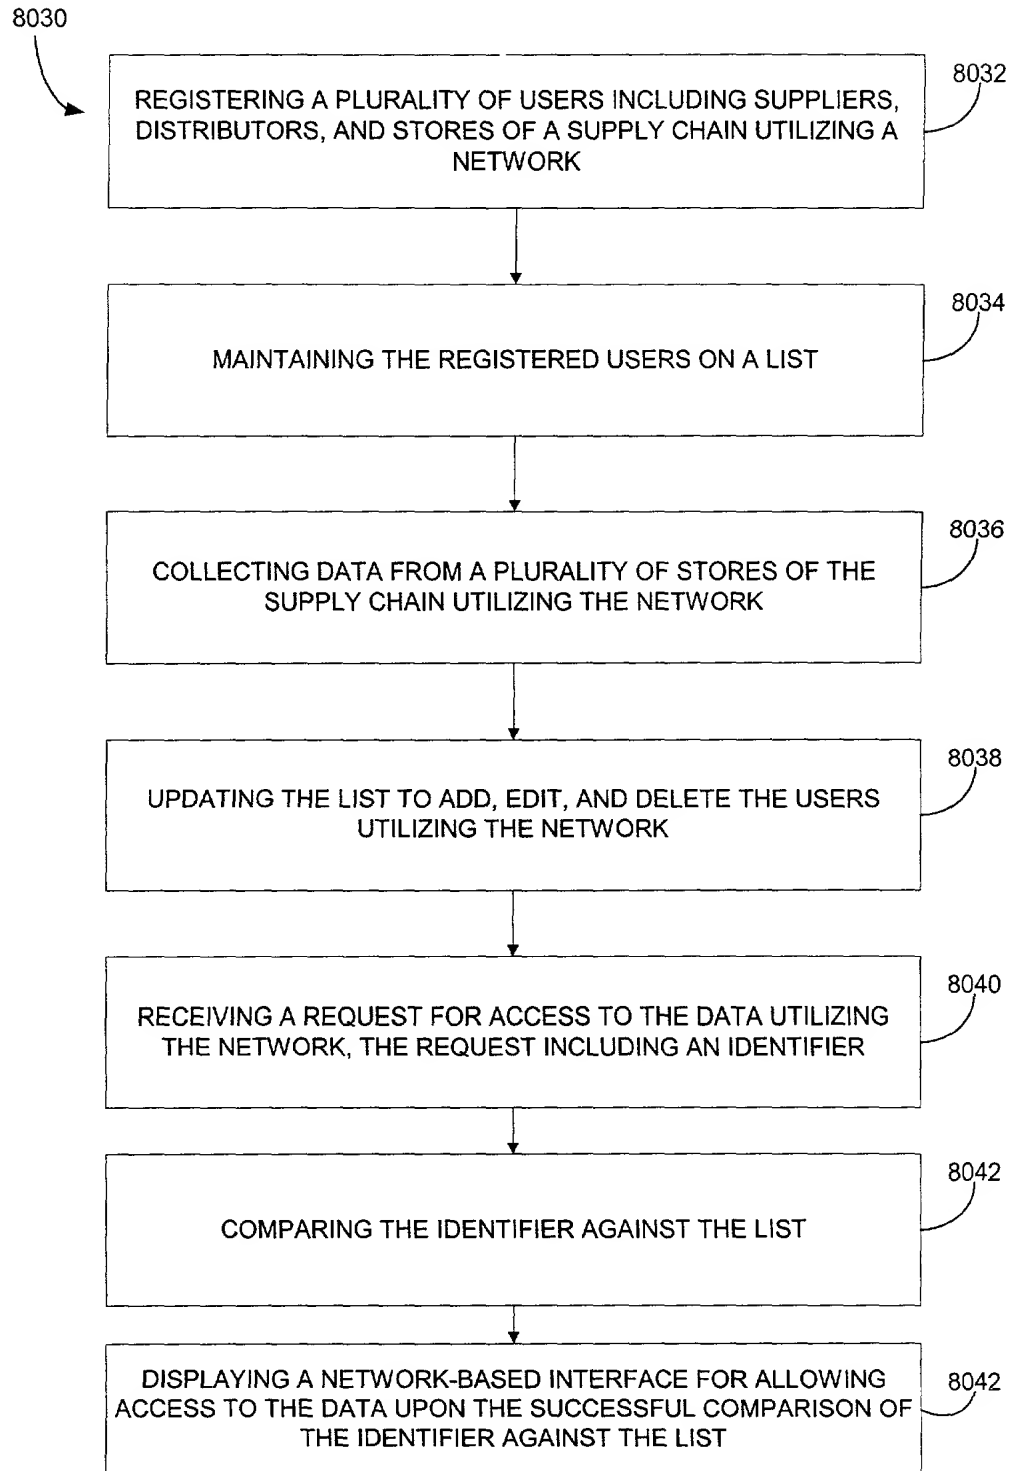 8030
8032
REGISTERING A PLURALITY OF USERS INCLUDING SUPPLIERS,
DISTRIBUTORS, AND STORES OF A SUPPLY CHAIN UTILIZING A
NETWORK
8034
MAINTAINING THE REGISTERED USERS ON A LIST
8036
COLLECTING DATA FROM A PLURALITY OF STORES OF THE
SUPPLY CHAIN UTILIZING THE NETWORK
8038
UPDATING THE LIST TO ADD, EDIT, AND DELETE THE USERS
UTILIZING THE NETWORK
8040
RECEIVING A REQUEST FOR ACCESS TO THE DATA UTILIZING
THE NETWORK, THE REQUEST INCLUDING AN IDENTIFIER
8042
COMPARING THE IDENTIFIER AGAINST THE LIST
8042
DISPLAYING A NETWORK-BASED INTERFACE FOR ALLOWING
ACCESS TO THE DATA UPON THE SUCCESSFUL COMPARISON OF
THE IDENTIFIER AGAINST THE LIST